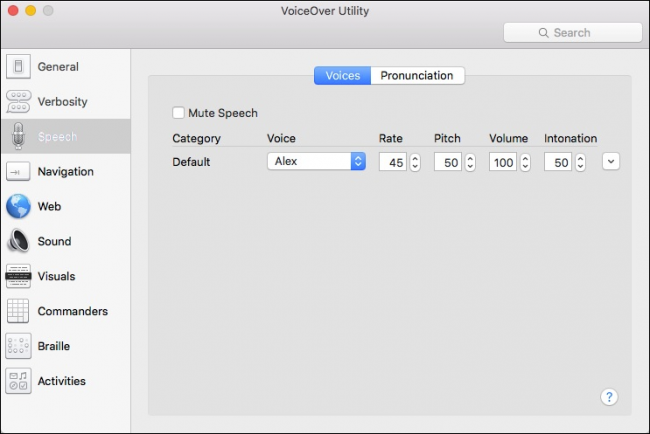 VoiceOver Utility
Search
General
Verbosity
Speech
Navigation
Web
Sound
Visuals
Commanders
Braille
Activities
Voices Pronunciation
Mute Speech
Category Voice Rate Pitch Volume Intonation
Default Alex 45 50 100 50
?